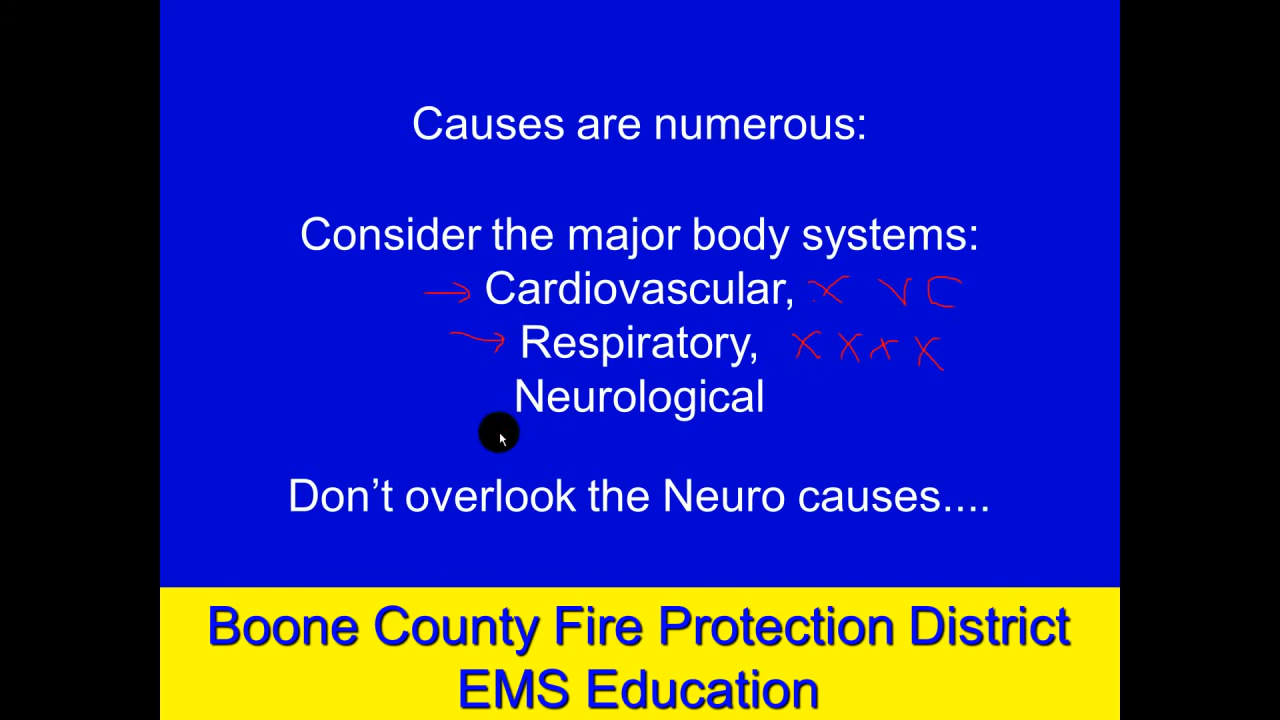 Causes are numerous:
Consider the major body systems:
→ Cardiovascular, X V C
→ Respiratory, X X X X
Neurological
Don’t overlook the Neuro causes....
Boone County Fire Protection District
EMS Education